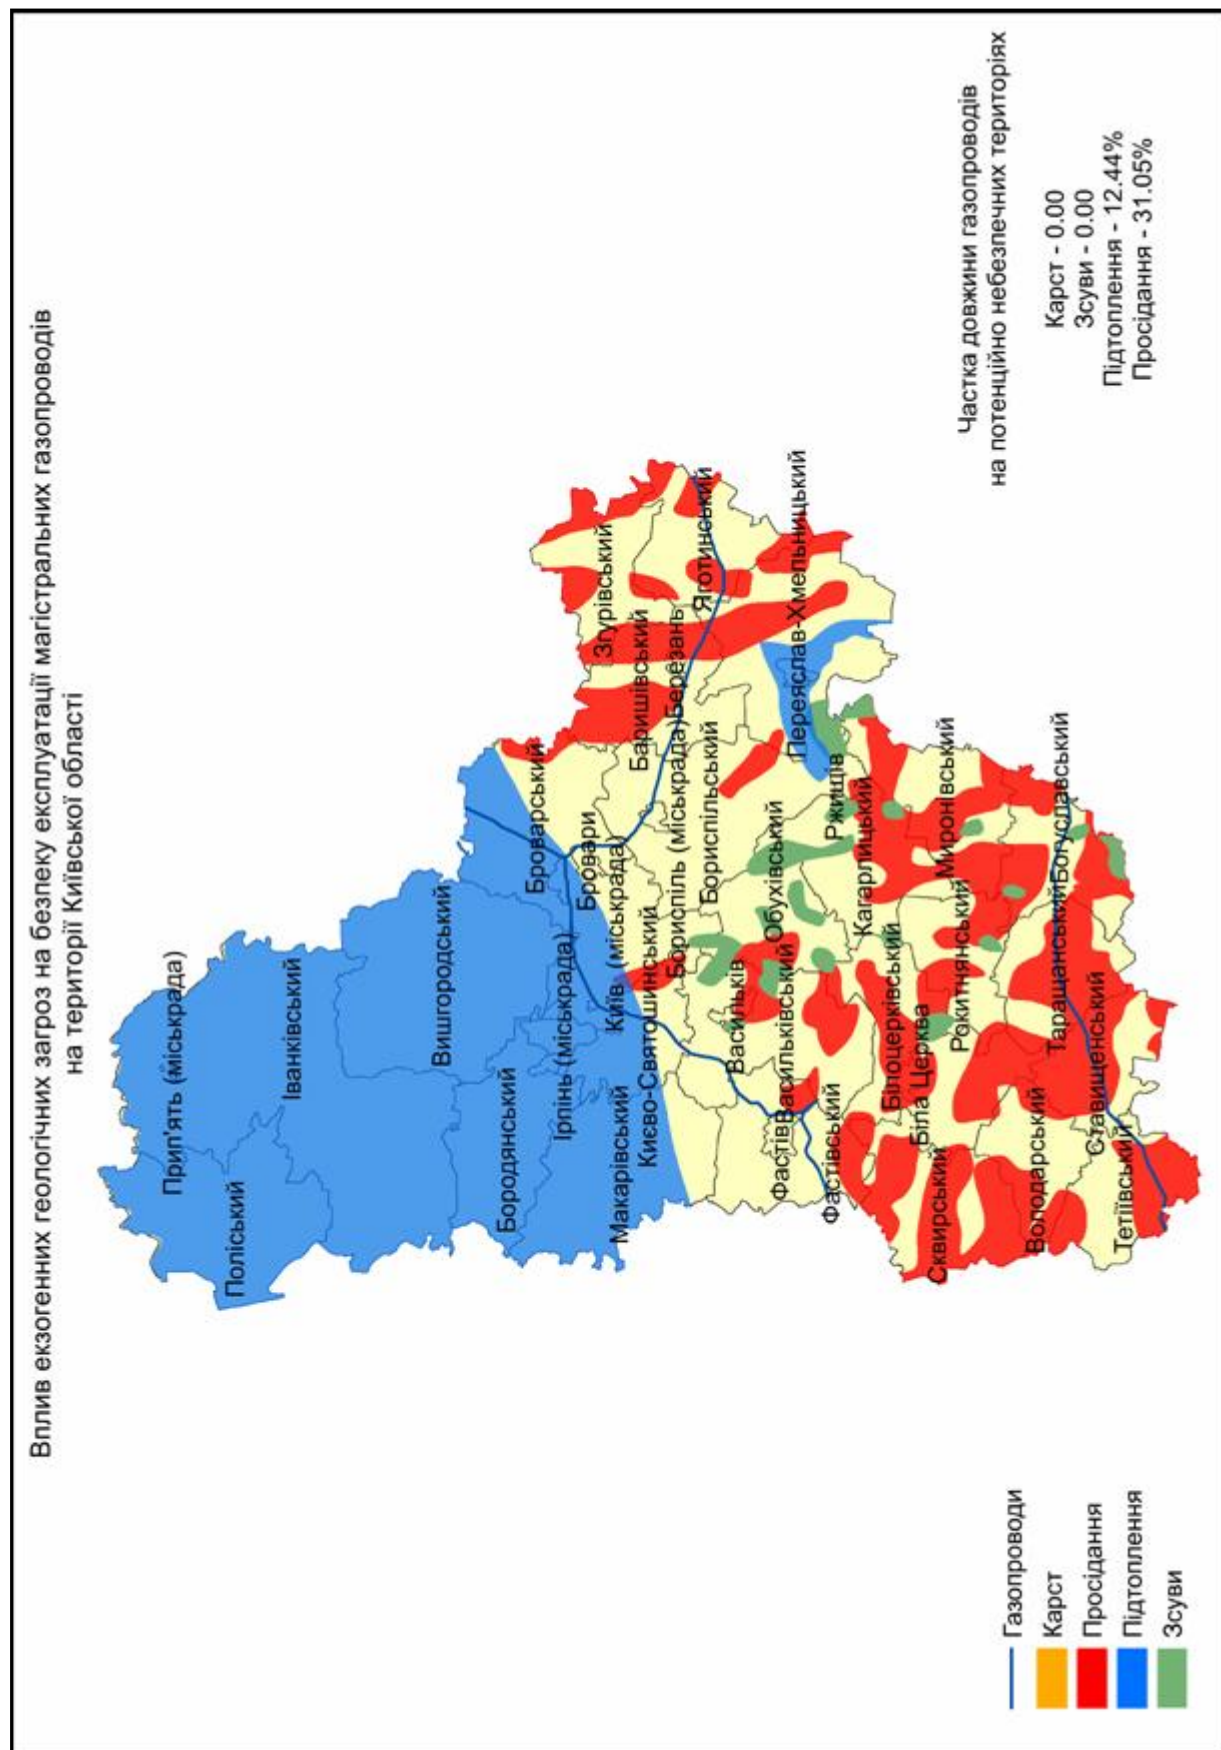 Вплив екзогенних геологічних загроз на безпеку експлуатації магістральних газопроводів
на території Київської області
Прип'ять (міськрада)
Поліський
Іванківський
Вишгородський
Бородянський
Броварський
Ірпінь (міськрада)
Бровари
Згурівський
Київ (міськрада)
Макарівський
Баришівський
Києво-Святошинський
Березань
Бориспіль (міськрада)
Яготинський
Бориспільський
Васильків
Обухівський
Фастів
Васильківський
Переяслав-Хмельницький
Фастівський
Ржищів
Кагарлицький
Білоцерківський
Біла Церква
Сквирський
Миронівський
Рокитнянський
Володарський
Таращанський
Богуславський
Ставищенський
Тетіївський
Частка довжини газопроводів
на потенційно небезпечних територіях
Карст - 0.00
Зсуви - 0.00
Підтоплення - 12.44%
Просідання - 31.05%
Газопроводи
Карст
Просідання
Підтоплення
Зсуви